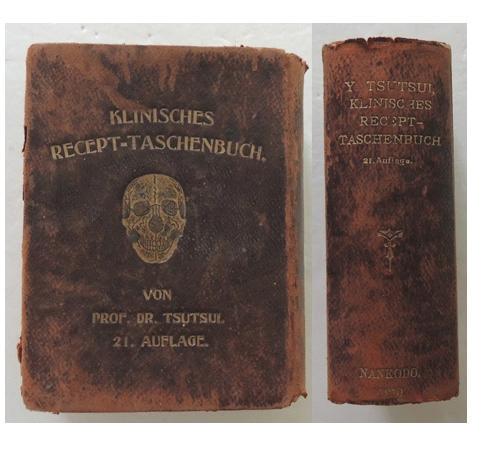 KLINISCHES
RECEPT-TASCHENBUCH.
VON
PROF. DR. TSUTSUI.
21. AUFLAGE.
Y. TSUTSUI,
KLINISCHES
RECEPT-
TASCHENBUCH
21. Auflage.
NANKODO.